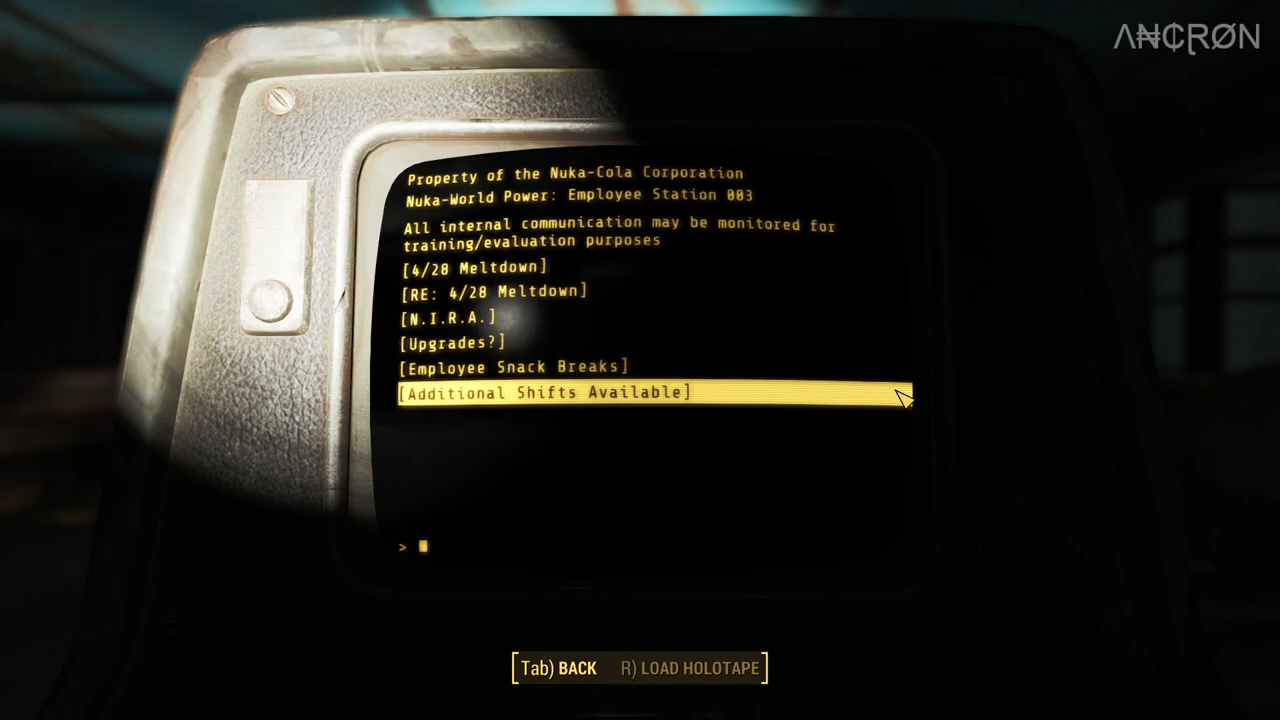 Λ₦₵ⱤØN
Property of the Nuka-Cola Corporation
Nuka-World Power: Employee Station 003
All internal communication may be monitored for
training/evaluation purposes
[4/28 Meltdown]
[RE: 4/28 Meltdown]
[N.I.R.A.]
[Upgrades?]
[Employee Snack Breaks]
[Additional Shifts Available]
>
Tab) BACK R) LOAD HOLOTAPE